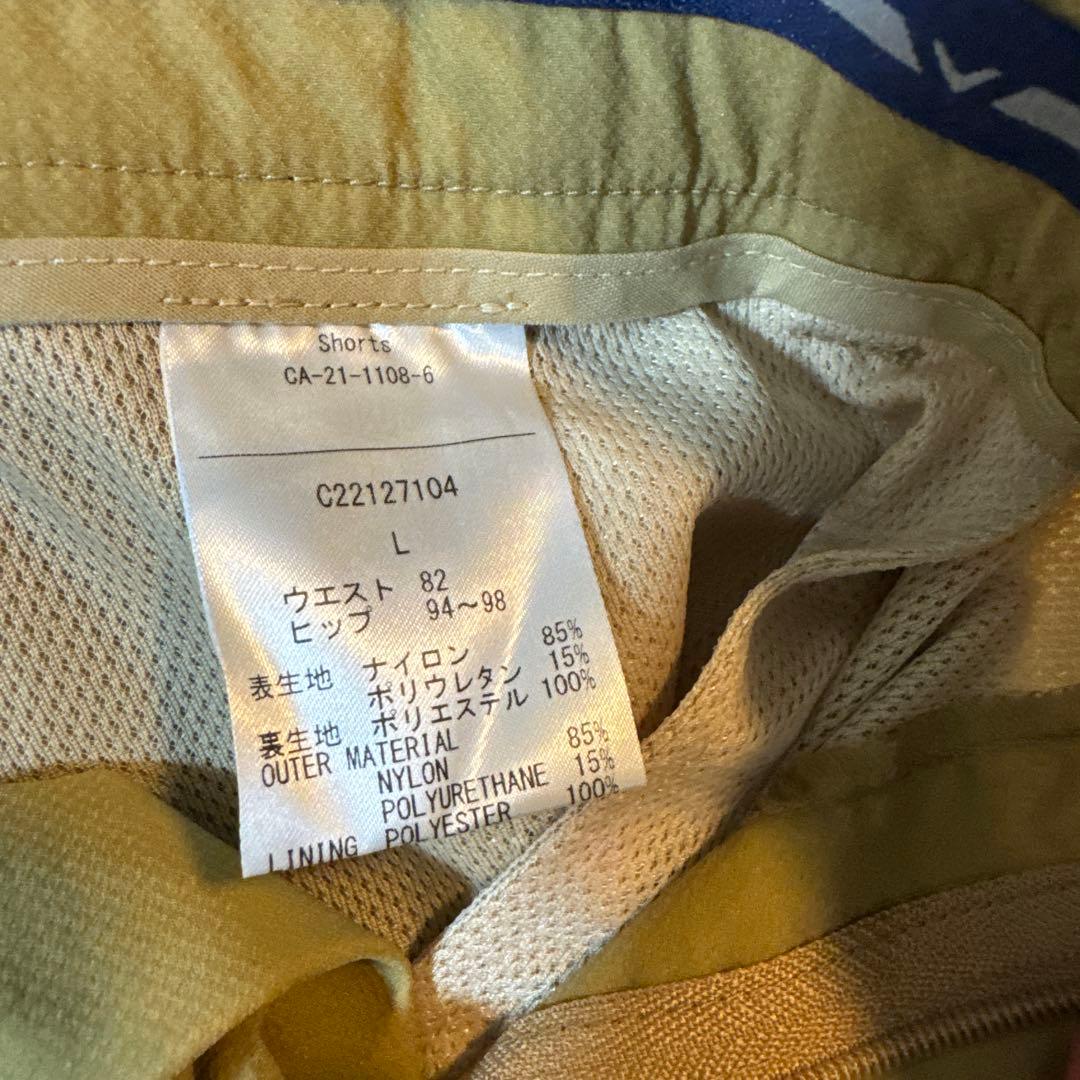 Shorts
CA-21-1108-6
C22127104
L
ウエスト 82
ヒップ 94～98
表生地 ナイロン 85%
ポリウレタン 15%
裏生地 ポリエステル 100%
OUTER MATERIAL
NYLON 85%
POLYURETHANE 15%
LINING POLYESTER 100%